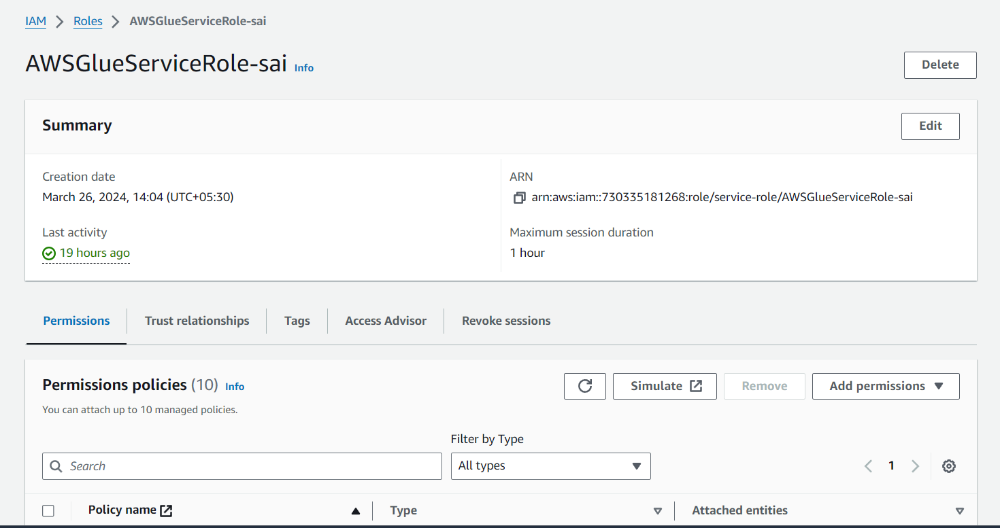 IAM > Roles > AWSGlueServiceRole-sai
AWSGlueServiceRole-sai Info
Delete
Summary
Edit
Creation date
March 26, 2024, 14:04 (UTC+05:30)
ARN
arn:aws:iam::730335181268:role/service-role/AWSGlueServiceRole-sai
Last activity
19 hours ago
Maximum session duration
1 hour
Permissions Trust relationships Tags Access Advisor Revoke sessions
Permissions policies (10) Info
Simulate Remove Add permissions
You can attach up to 10 managed policies.
Filter by Type
Search
All types
1
Policy name Type Attached entities